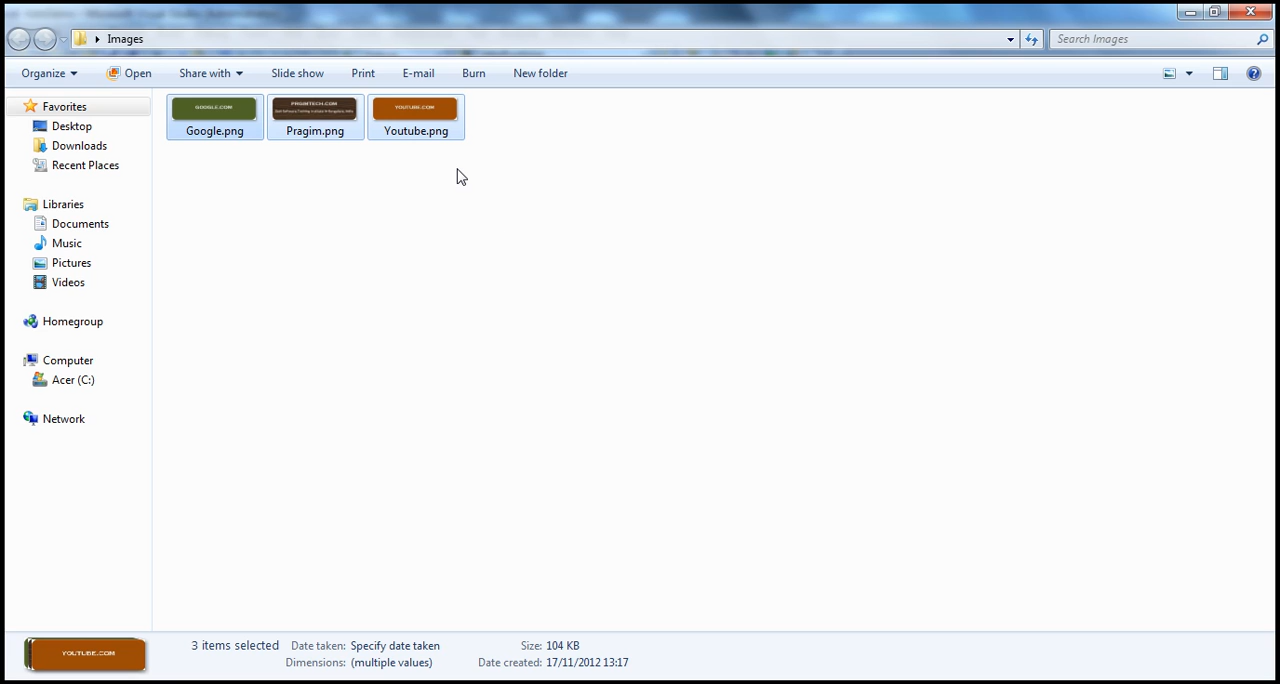 Images
Search Images
Organize Open Share with Slide show Print E-mail Burn New folder
Favorites
Desktop
Downloads
Recent Places
Libraries
Documents
Music
Pictures
Videos
Homegroup
Computer
Acer (C:)
Network
GOOGLE.COM
Google.png
PRGIMTECH.COM
Pragim.png
YOUTUBE.COM
Youtube.png
YOUTUBE.COM
3 items selected Date taken: Specify date taken Size: 104 KB
Dimensions: (multiple values) Date created: 17/11/2012 13:17